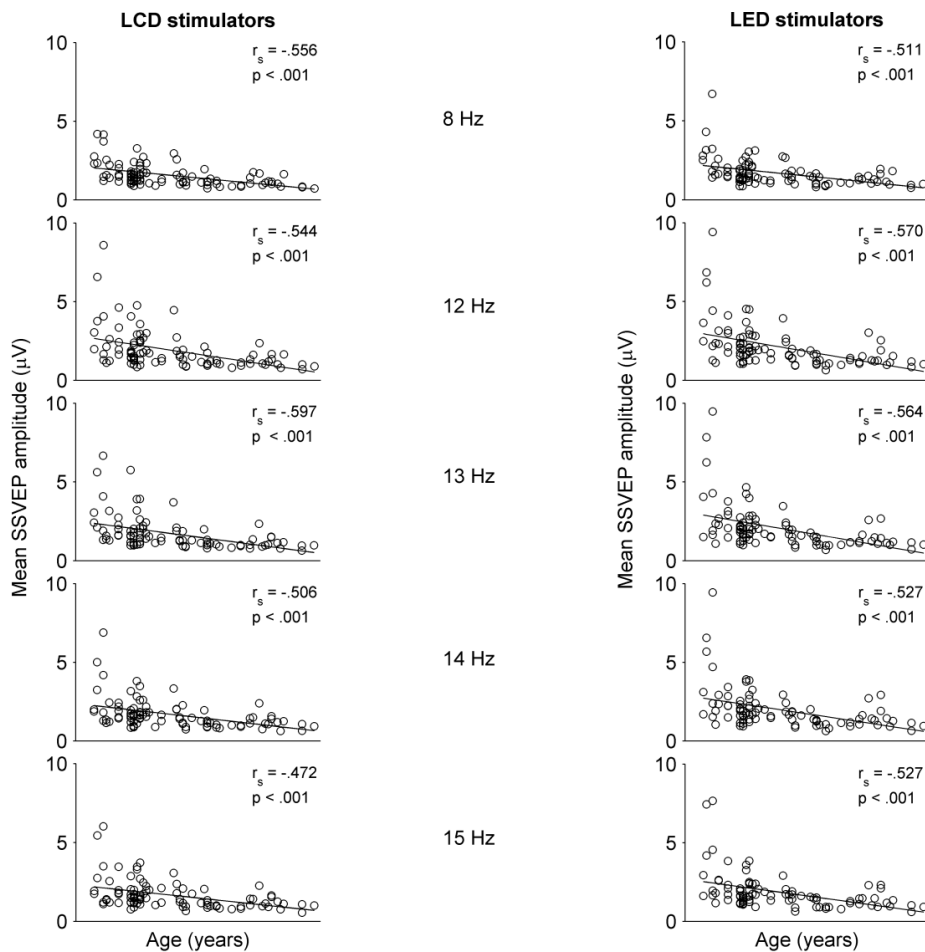 LCD stimulators
LED stimulators
10
r_s = -.556
p < .001
5
0
8 Hz
10
r_s = -.511
p < .001
5
0
10
r_s = -.544
p < .001
5
0
12 Hz
10
r_s = -.570
p < .001
5
0
10
r_s = -.597
p < .001
5
0
13 Hz
10
r_s = -.564
p < .001
5
0
10
r_s = -.506
p < .001
5
0
14 Hz
10
r_s = -.527
p < .001
5
0
10
r_s = -.472
p < .001
5
0
15 Hz
10
r_s = -.527
p < .001
5
0
Mean SSVEP amplitude (μV)
Mean SSVEP amplitude (μV)
Age (years)
Age (years)